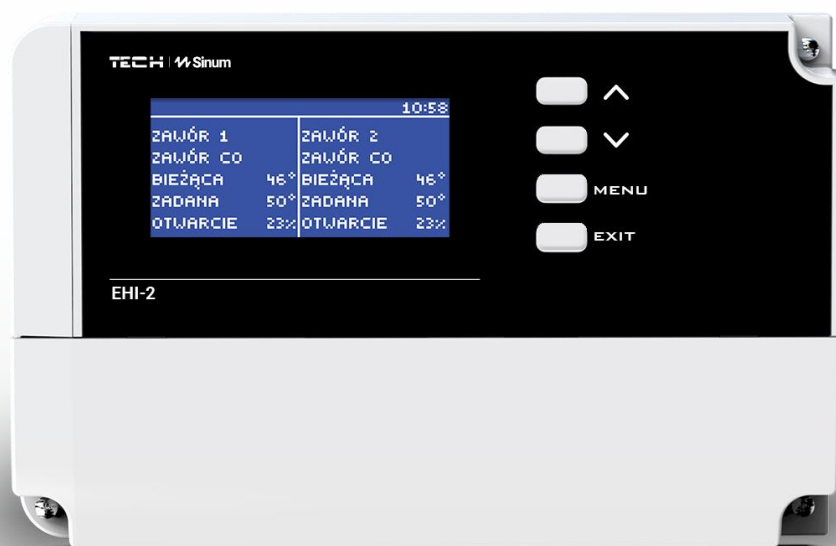 TECH | Sinum
10:58
ZAWÓR 1
ZAWÓR CO
BIEŻĄCA 46°
ZADANA 50°
OTWARCIE 23%
ZAWÓR 2
ZAWÓR CO
BIEŻĄCA 46°
ZADANA 50°
OTWARCIE 23%
MENU
EXIT
EHI-2